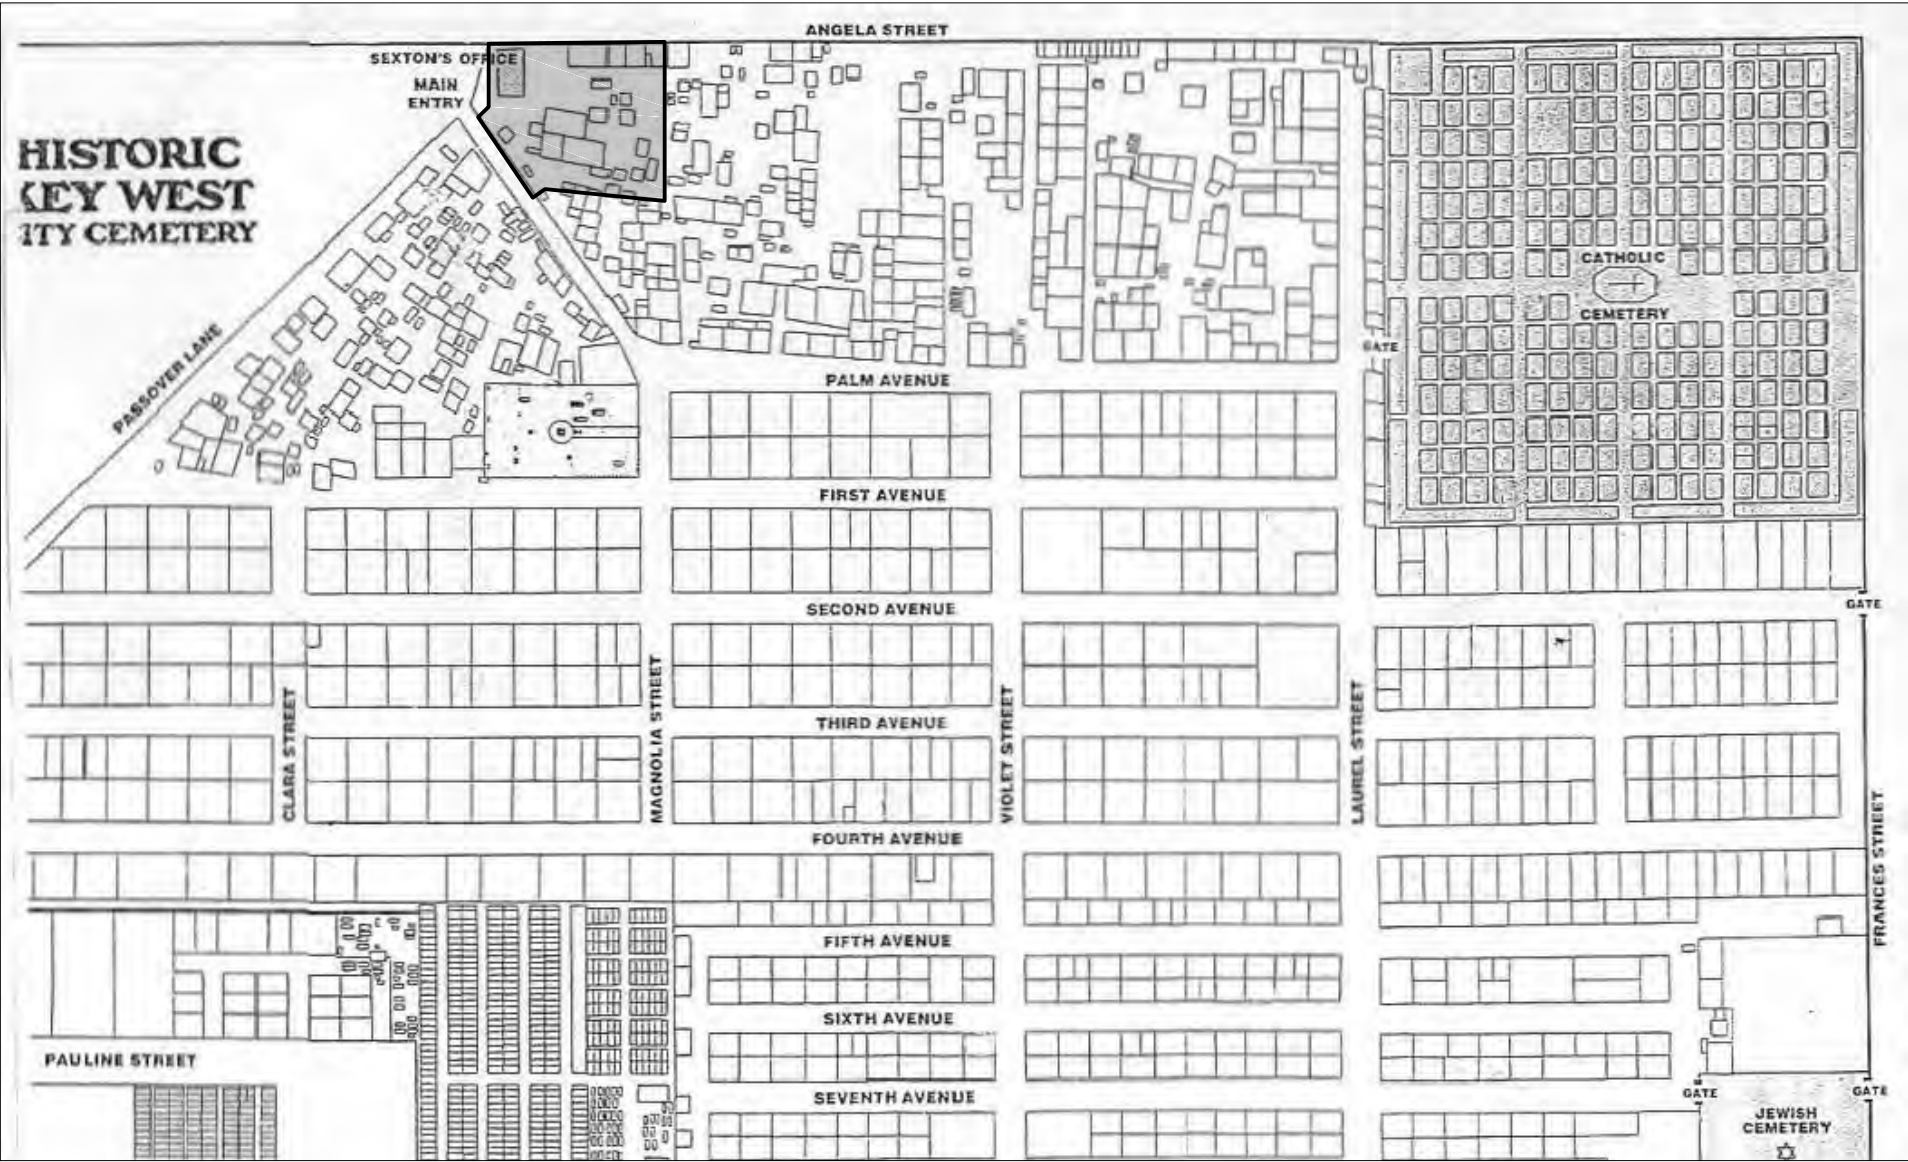 ANGELA STREET
SEXTON'S OFFICE
MAIN
ENTRY
HISTORIC
KEY WEST
ITY CEMETERY
PASSOVER LANE
CATHOLIC
CEMETERY
GATE
PALM AVENUE
FIRST AVENUE
SECOND AVENUE
GATE
CLARA STREET
MAGNOLIA STREET
VIOLET STREET
LAUREL STREET
THIRD AVENUE
FRANCES STREET
FOURTH AVENUE
FIFTH AVENUE
SIXTH AVENUE
PAULINE STREET
SEVENTH AVENUE
GATE
GATE
JEWISH
CEMETERY